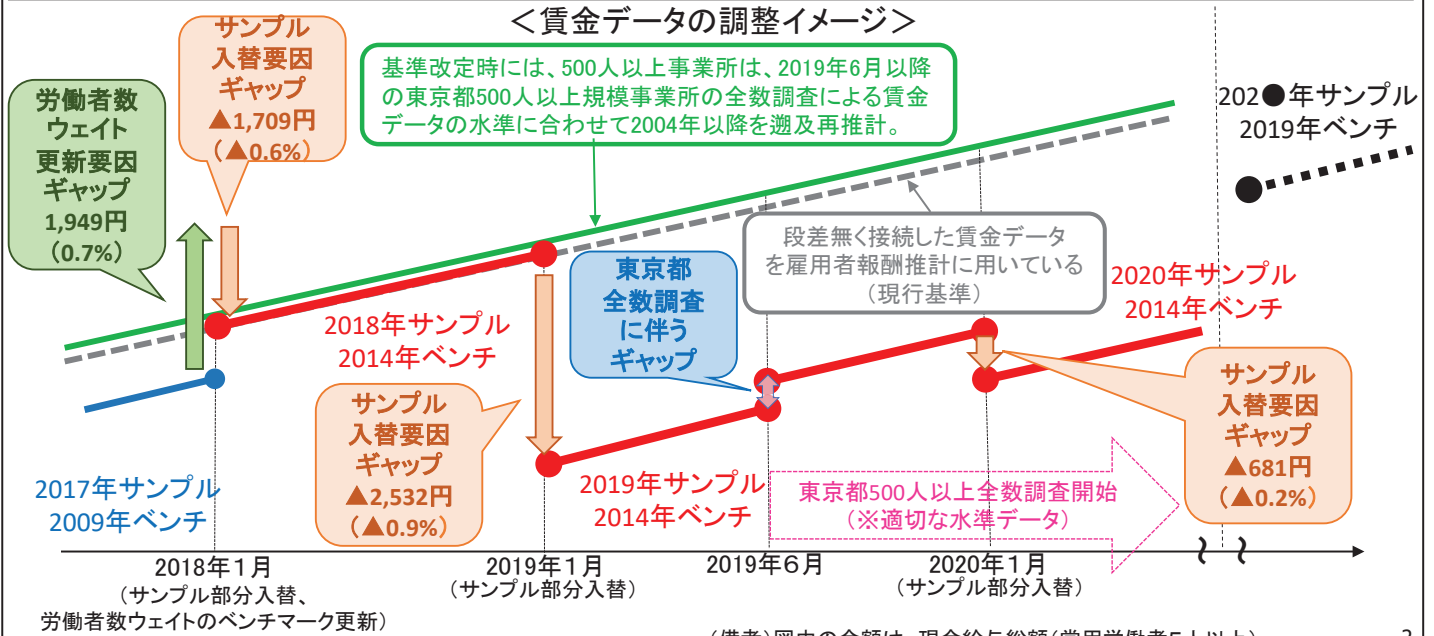 ＜賃金データの調整イメージ＞
サンプル
入替要因
ギャップ
▲1,709円
（▲0.6%）
労働者数
ウェイト
更新要因
ギャップ
1,949円
（0.7%）
基準改定時には、500人以上事業所は、2019年6月以降
の東京都500人以上規模事業所の全数調査による賃金
データの水準に合わせて2004年以降を遡及再推計。
202●年サンプル
2019年ベンチ
段差無く接続した賃金データ
を雇用者報酬推計に用いている
（現行基準）
東京都
全数調査
に伴う
ギャップ
2020年サンプル
2014年ベンチ
2018年サンプル
2014年ベンチ
サンプル
入替要因
ギャップ
▲2,532円
（▲0.9%）
サンプル
入替要因
ギャップ
▲681円
（▲0.2%）
2017年サンプル
2009年ベンチ
2019年サンプル
2014年ベンチ
東京都500人以上全数調査開始
（※適切な水準データ）
2018年１月
（サンプル部分入替、
労働者数ウェイトのベンチマーク更新）
2019年１月
（サンプル部分入替）
2019年６月
2020年１月
（サンプル部分入替）